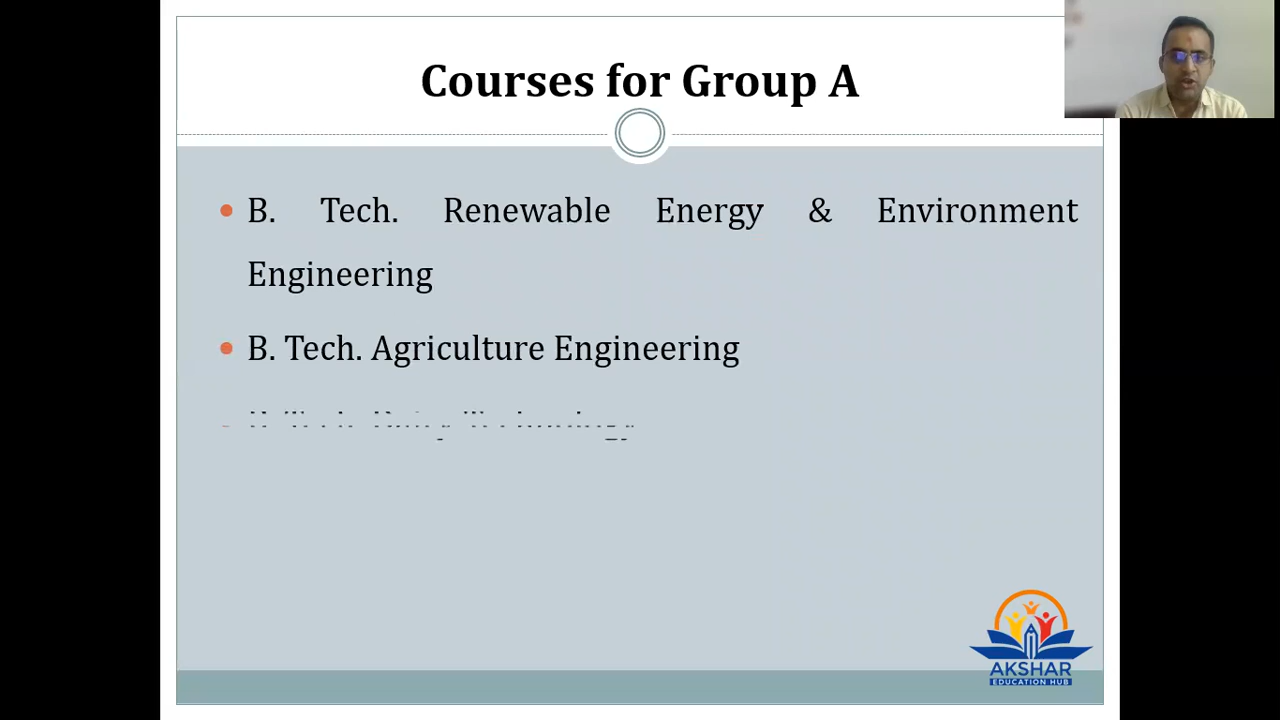 Courses for Group A
• B. Tech. Renewable Energy & Environment
Engineering
• B. Tech. Agriculture Engineering
AKSHAR
EDUCATION HUB